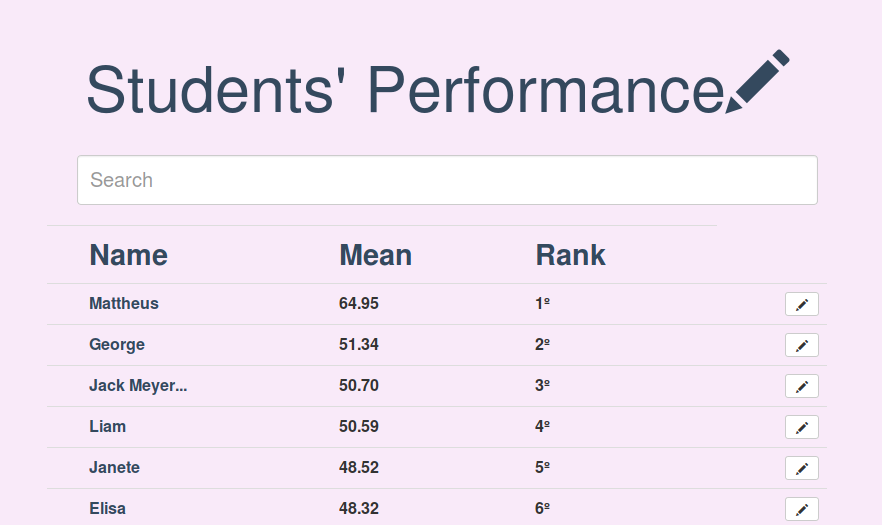 Students' Performance
Search
Name Mean Rank
Mattheus 64.95 1º
George 51.34 2º
Jack Meyer... 50.70 3º
Liam 50.59 4º
Janete 48.52 5º
Elisa 48.32 6º